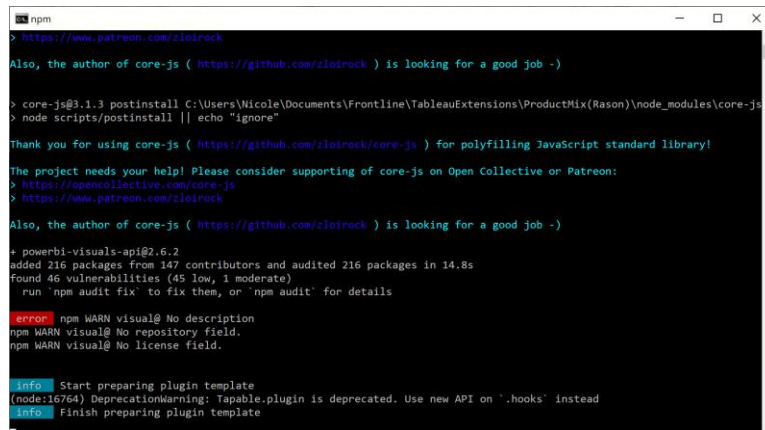 npm
> https://www.patreon.com/zloirock
Also, the author of core-js ( https://github.com/zloirock ) is looking for a good job -)
> core-js@3.1.3 postinstall C:\Users\Nicole\Documents\Frontline\TableauExtensions\ProductMix(Rason)\node_modules\core-js
> node scripts/postinstall || echo "ignore"
Thank you for using core-js ( https://github.com/zloirock/core-js ) for polyfilling JavaScript standard library!
The project needs your help! Please consider supporting of core-js on Open Collective or Patreon:
> https://opencollective.com/core-js
> https://www.patreon.com/zloirock
Also, the author of core-js ( https://github.com/zloirock ) is looking for a good job -)
+ powerbi-visuals-api@2.6.2
added 216 packages from 147 contributors and audited 216 packages in 14.8s
found 46 vulnerabilities (45 low, 1 moderate)
run `npm audit fix` to fix them, or `npm audit` for details
error npm WARN visual@ No description
npm WARN visual@ No repository field.
npm WARN visual@ No license field.
info Start preparing plugin template
(node:16764) DeprecationWarning: Tapable.plugin is deprecated. Use new API on `.hooks` instead
info Finish preparing plugin template